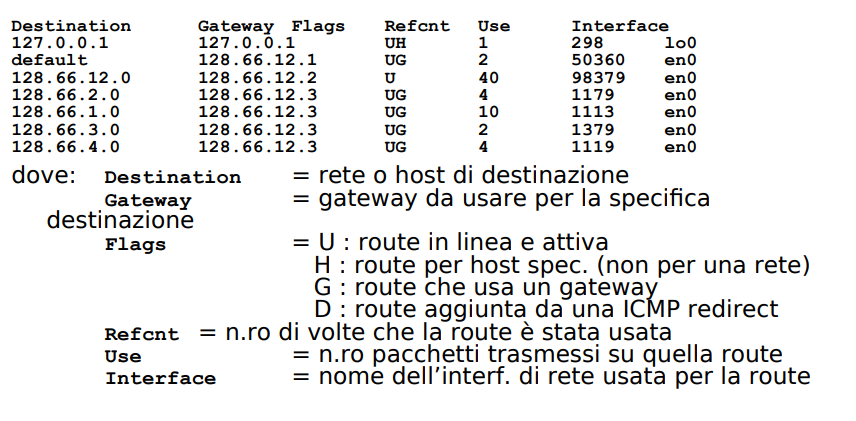 Destination Gateway Flags Refcnt Use Interface
127.0.0.1 127.0.0.1 UH 1 298 lo0
default 128.66.12.1 UG 2 50360 en0
128.66.12.0 128.66.12.2 U 40 98379 en0
128.66.2.0 128.66.12.3 UG 4 1179 en0
128.66.1.0 128.66.12.3 UG 10 1113 en0
128.66.3.0 128.66.12.3 UG 2 1379 en0
128.66.4.0 128.66.12.3 UG 4 1119 en0
dove: Destination = rete o host di destinazione
Gateway = gateway da usare per la specifica
destinazione
Flags = U : route in linea e attiva
H : route per host spec. (non per una rete)
G : route che usa un gateway
D : route aggiunta da una ICMP redirect
Refcnt = n.ro di volte che la route è stata usata
Use = n.ro pacchetti trasmessi su quella route
Interface = nome dell’interf. di rete usata per la route